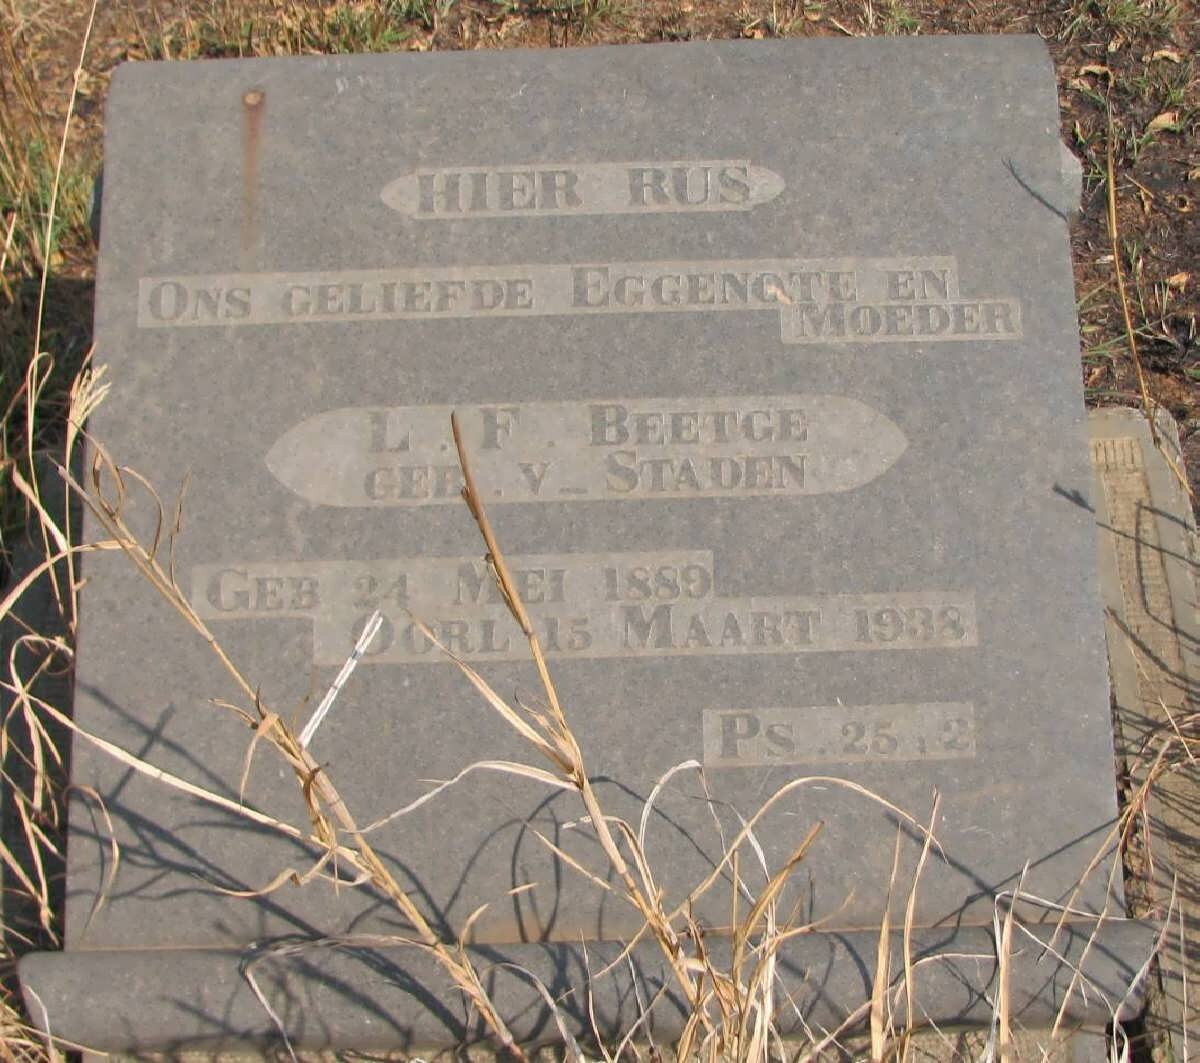 HIER RUS
ONS GELIEFDE EGGENOTE EN
MOEDER
L. F. BEETGE
GEB. V_ STADEN
GEB 24 MEI 1889
OORL 15 MAART 1938
PS. 25:2